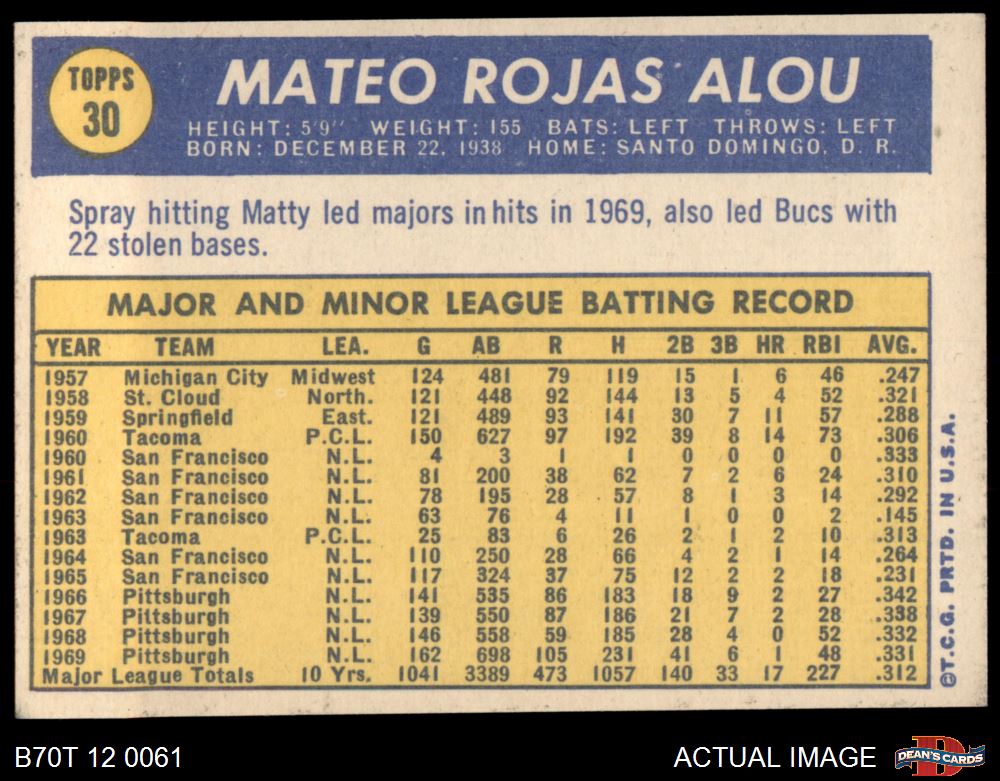 TOPPS
30
MATEO ROJAS ALOU
HEIGHT: 5'9" WEIGHT: 155 BATS: LEFT THROWS: LEFT
BORN: DECEMBER 22, 1938 HOME: SANTO DOMINGO, D. R.
Spray hitting Matty led majors in hits in 1969, also led Bucs with
22 stolen bases.
MAJOR AND MINOR LEAGUE BATTING RECORD
YEAR TEAM LEA. G AB R H 2B 3B HR RBI AVG.
1957 Michigan City Midwest 124 481 79 119 15 1 6 46 .247
1958 St. Cloud North. 121 448 92 144 13 5 4 52 .321
1959 Springfield East. 121 489 93 141 30 7 11 57 .288
1960 Tacoma P.C.L. 150 627 97 192 39 8 14 73 .306
1960 San Francisco N.L. 4 3 1 1 0 0 0 0 .333
1961 San Francisco N.L. 81 200 38 62 7 2 6 24 .310
1962 San Francisco N.L. 78 195 28 57 8 1 3 14 .292
1963 San Francisco N.L. 63 76 4 11 1 0 0 2 .145
1963 Tacoma P.C.L. 25 83 6 26 2 1 2 10 .313
1964 San Francisco N.L. 110 250 28 66 4 2 1 14 .264
1965 San Francisco N.L. 117 324 37 75 12 2 2 18 .231
1966 Pittsburgh N.L. 141 535 86 183 18 9 2 27 .342
1967 Pittsburgh N.L. 139 550 87 186 21 7 2 28 .338
1968 Pittsburgh N.L. 146 558 59 185 28 4 0 52 .332
1969 Pittsburgh N.L. 162 698 105 231 41 6 1 48 .331
Major League Totals 10 Yrs. 1041 3389 473 1057 140 33 17 227 .312
©T.C.G. PRTD. IN U.S.A.
B70T 12 0061
ACTUAL IMAGE
D
DEAN'S CARDS